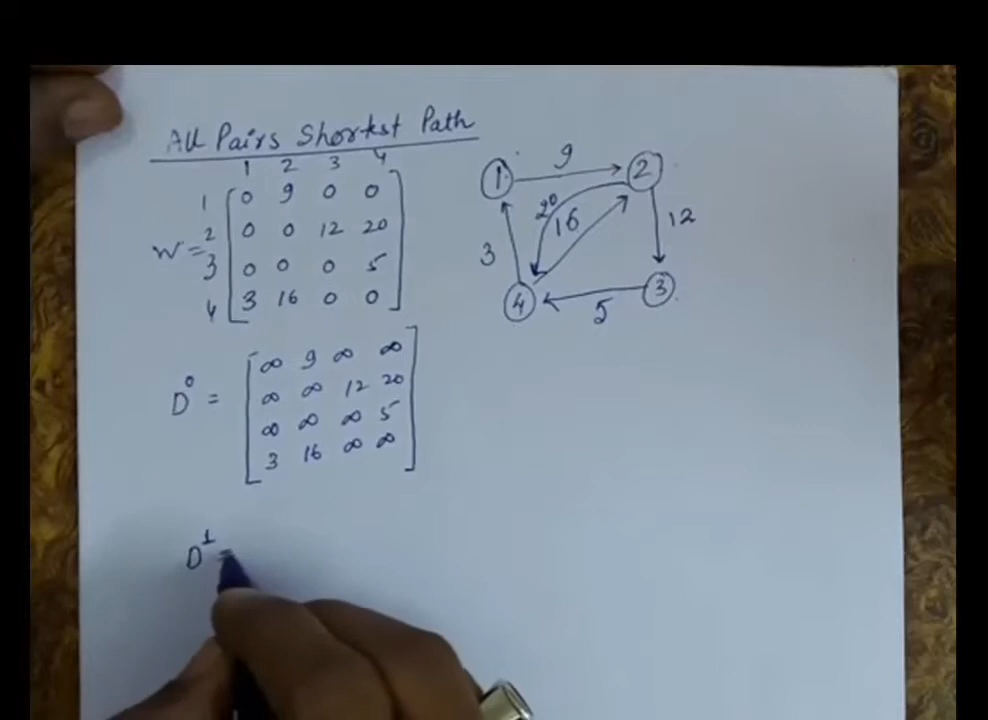 All Pairs Shortst Path
1 2 3 4
1 0 9 0 0
W = 2 0 0 12 20
3 0 0 0 5
4 3 16 0 0
1 9 2
20
16
12
3
4 5 3
D⁰ =
∞ 9 ∞ ∞
∞ ∞ 12 20
∞ ∞ ∞ 5
3 16 ∞ ∞
D¹ =